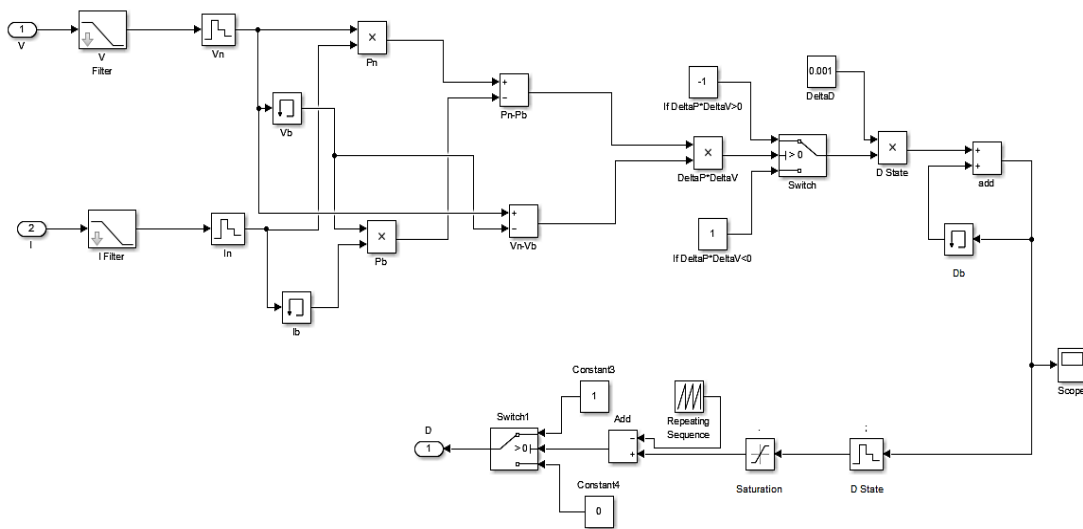 1
V
V
Filter
Vn
×
Pn
Vb
+
−
Pn-Pb
-1
If DeltaP*DeltaV>0
0.001
DeltaD
×
DeltaP*DeltaV
> 0
Switch
×
D State
+
+
add
2
I
I Filter
In
×
Pb
+
−
Vn-Vb
1
If DeltaP*DeltaV<0
Db
Ib
Scope
Constant3
1
D
1
Switch1
> 0
Add
−
+
Repeating
Sequence
.
Saturation
;
D State
Constant4
0